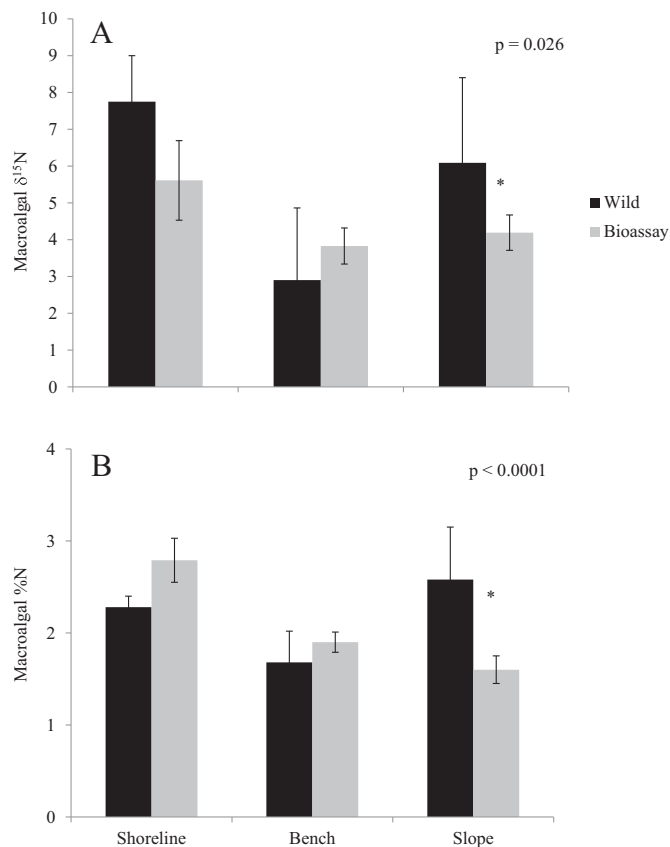 A
p = 0.026
10
9
8
7
6
5
4
3
2
1
0
Macroalgal δ¹⁵N
*
Wild
Bioassay
B
p < 0.0001
4
3
2
1
0
Macroalgal %N
*
Shoreline
Bench
Slope